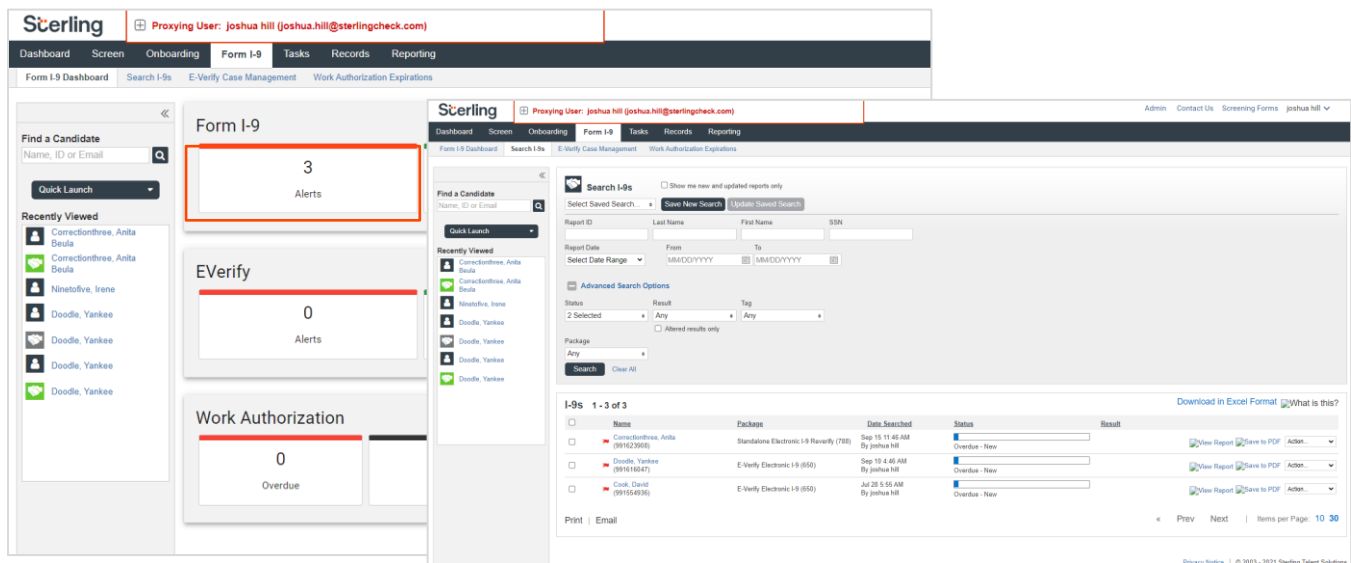 Sterling
Proxying User: joshua hill (joshua.hill@sterlingcheck.com)
Dashboard Screen Onboarding Form I-9 Tasks Records Reporting
Form I-9 Dashboard Search I-9s E-Verify Case Management Work Authorization Expirations
Find a Candidate
Name, ID or Email
Quick Launch
Recently Viewed
Correctionthree, Anita
Beula
Correctionthree, Anita
Beula
Ninetofive, Irene
Doodle, Yankee
Doodle, Yankee
Doodle, Yankee
Doodle, Yankee
Form I-9
3
Alerts
EVerify
0
Alerts
Work Authorization
0
Overdue
Sterling
Proxying User: joshua hill (joshua.hill@sterlingcheck.com)
Admin Contact Us Screening Forms joshua hill
Dashboard Screen Onboarding Form I-9 Tasks Records Reporting
Form I-9 Dashboard Search I-9s E-Verify Case Management Work Authorization Expirations
Find a Candidate
Name, ID or Email
Quick Launch
Recently Viewed
Correctionthree, Anita
Beula
Correctionthree, Anita
Beula
Ninetofive, Irene
Doodle, Yankee
Doodle, Yankee
Doodle, Yankee
Doodle, Yankee
Search I-9s Show me new and updated reports only
Select Saved Search... Save New Search Update Saved Search
Report ID Last Name First Name SSN
Report Date From To
Select Date Range MM/DD/YYYY MM/DD/YYYY
Advanced Search Options
Status Result Tag
2 Selected Any Any
Altered results only
Package
Any
Search Clear All
I-9s 1 - 3 of 3 Download in Excel Format What is this?
Name Package Date Searched Status Result
Correctionthree, Anita Standalone Electronic I-9 Reverify (788) Sep 15 11:46 AM View Report Save to PDF Action...
(991623968) By joshua hill Overdue - New
Doodle, Yankee E-Verify Electronic I-9 (650) Sep 10 4:46 AM View Report Save to PDF Action...
(991616047) By joshua hill Overdue - New
Cook, David E-Verify Electronic I-9 (650) Jul 28 5:55 AM View Report Save to PDF Action...
(991554936) By joshua hill Overdue - New
Print | Email « Prev Next | Items per Page: 10 30
Privacy Notice | © 2003 - 2021 Sterling Talent Solutions